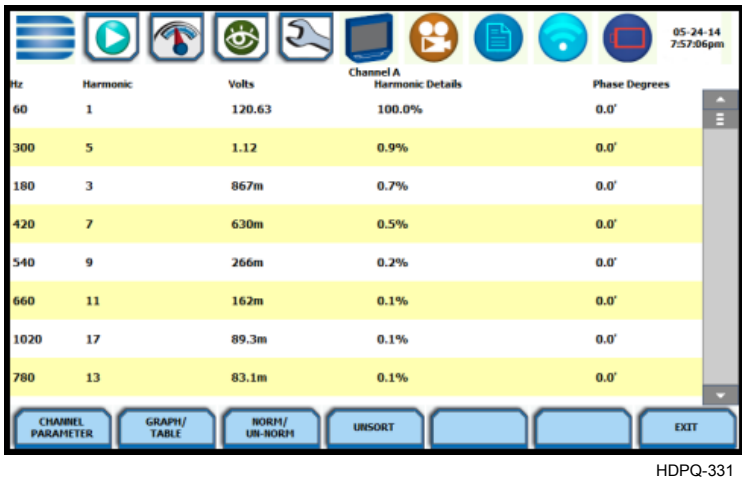 05-24-14
7:57:06pm
Channel A
Hz Harmonic Volts Harmonic Details Phase Degrees
60 1 120.63 100.0% 0.0'
300 5 1.12 0.9% 0.0'
180 3 867m 0.7% 0.0'
420 7 630m 0.5% 0.0'
540 9 266m 0.2% 0.0'
660 11 162m 0.1% 0.0'
1020 17 89.3m 0.1% 0.0'
780 13 83.1m 0.1% 0.0'
CHANNEL
PARAMETER
GRAPH/
TABLE
NORM/
UN-NORM
UNSORT
EXIT
HDPQ-331